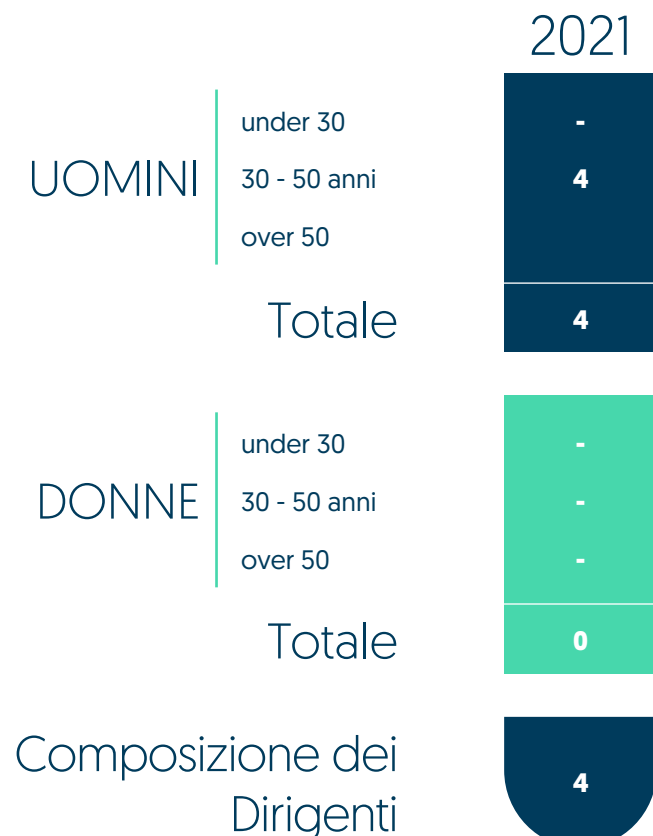 2021
UOMINI
under 30 -
30 - 50 anni 4
over 50
Totale 4
DONNE
under 30 -
30 - 50 anni -
over 50 -
Totale 0
Composizione dei
Dirigenti 4